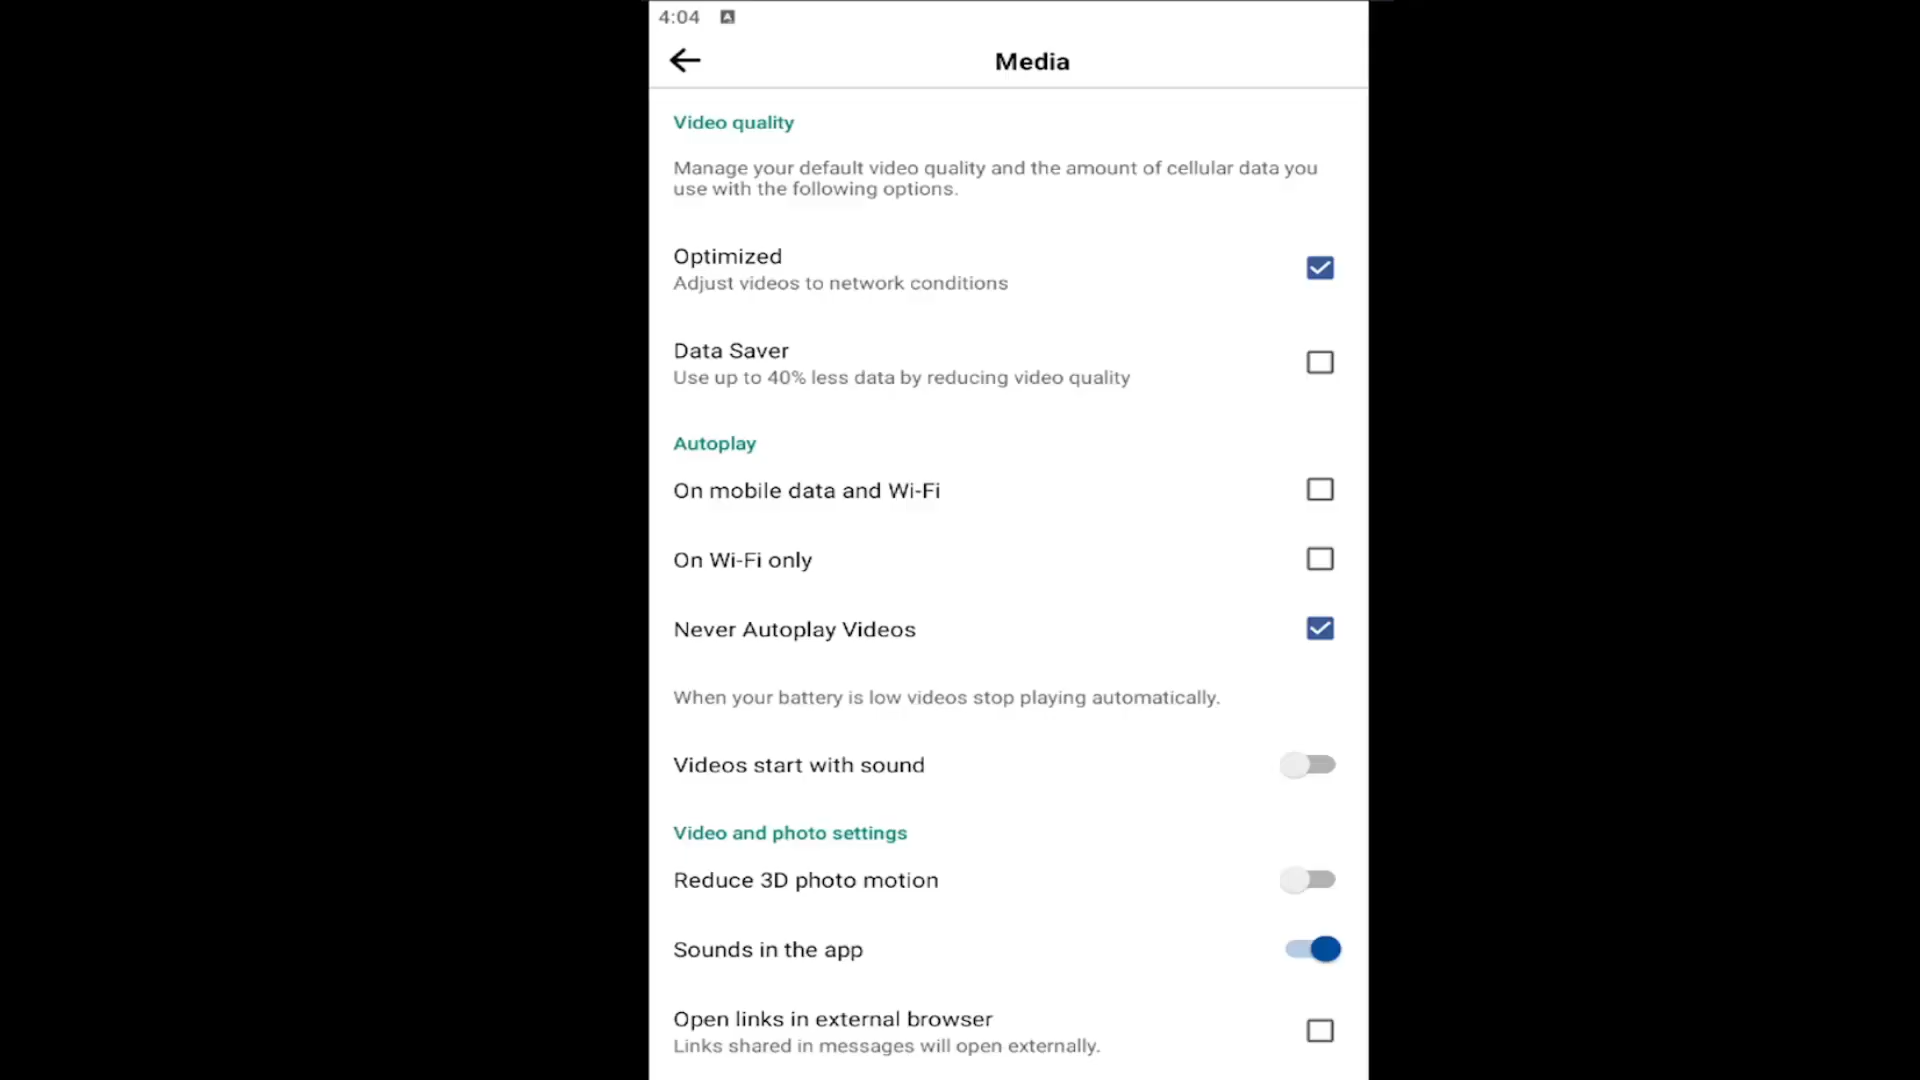 4:04
Media
Video quality
Manage your default video quality and the amount of cellular data you
use with the following options.
Optimized
Adjust videos to network conditions
Data Saver
Use up to 40% less data by reducing video quality
Autoplay
On mobile data and Wi-Fi
On Wi-Fi only
Never Autoplay Videos
When your battery is low videos stop playing automatically.
Videos start with sound
Video and photo settings
Reduce 3D photo motion
Sounds in the app
Open links in external browser
Links shared in messages will open externally.